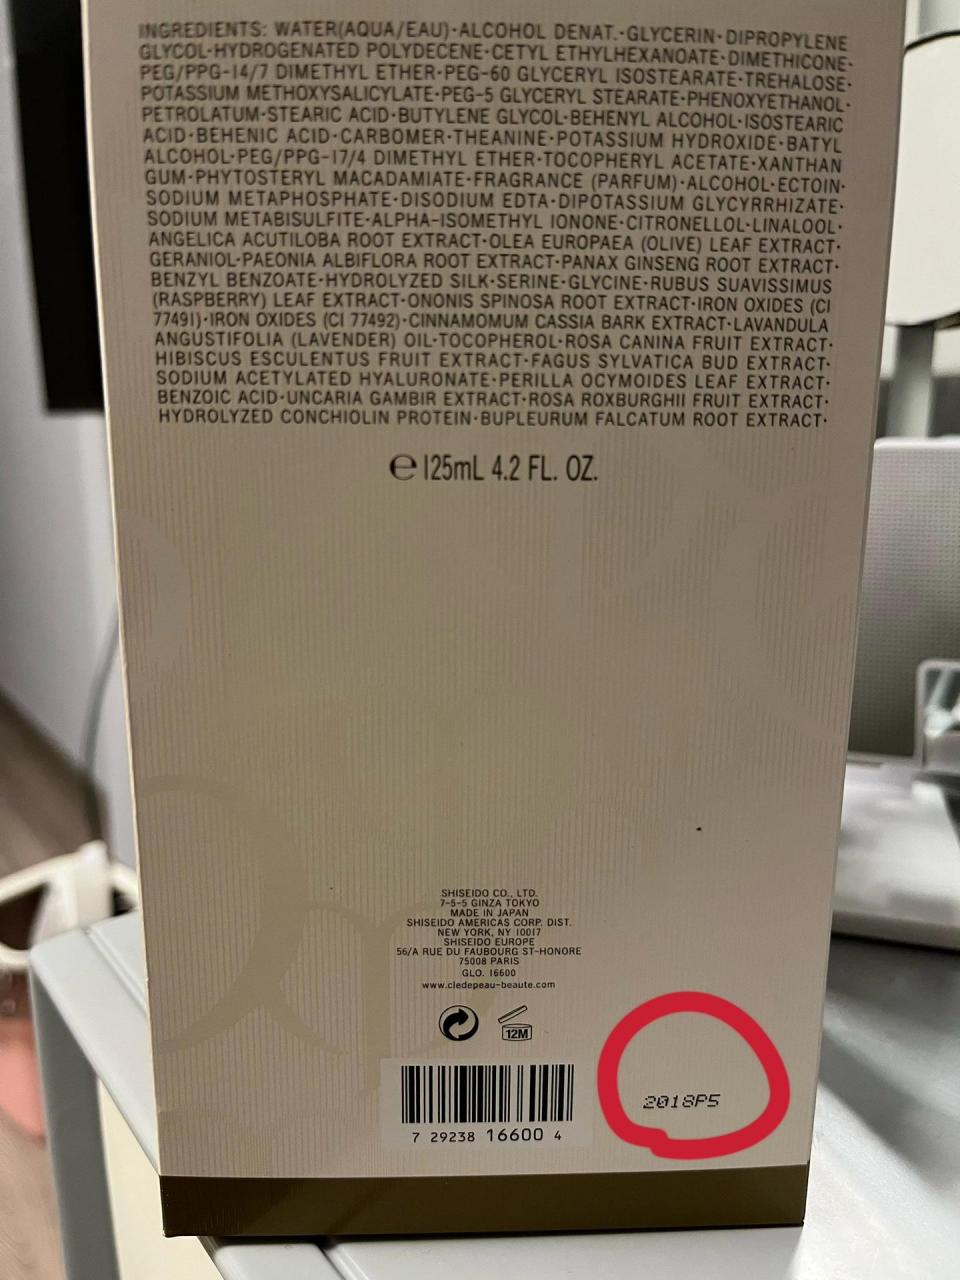 INGREDIENTS: WATER(AQUA/EAU)·ALCOHOL DENAT.·GLYCERIN·DIPROPYLENE
GLYCOL·HYDROGENATED POLYDECENE·CETYL ETHYLHEXANOATE·DIMETHICONE·
PEG/PPG-14/7 DIMETHYL ETHER·PEG-60 GLYCERYL ISOSTEARATE·TREHALOSE·
POTASSIUM METHOXYSALICYLATE·PEG-5 GLYCERYL STEARATE·PHENOXYETHANOL·
PETROLATUM·STEARIC ACID·BUTYLENE GLYCOL·BEHENYL ALCOHOL·ISOSTEARIC
ACID·BEHENIC ACID·CARBOMER·THEANINE·POTASSIUM HYDROXIDE·BATYL
ALCOHOL·PEG/PPG-17/4 DIMETHYL ETHER·TOCOPHERYL ACETATE·XANTHAN
GUM·PHYTOSTERYL MACADAMIATE·FRAGRANCE (PARFUM)·ALCOHOL·ECTOIN·
SODIUM METAPHOSPHATE·DISODIUM EDTA·DIPOTASSIUM GLYCYRRHIZATE·
SODIUM METABISULFITE·ALPHA-ISOMETHYL IONONE·CITRONELLOL·LINALOOL·
ANGELICA ACUTILOBA ROOT EXTRACT·OLEA EUROPAEA (OLIVE) LEAF EXTRACT·
GERANIOL·PAEONIA ALBIFLORA ROOT EXTRACT·PANAX GINSENG ROOT EXTRACT·
BENZYL BENZOATE·HYDROLYZED SILK·SERINE·GLYCINE·RUBUS SUAVISSIMUS
(RASPBERRY) LEAF EXTRACT·ONONIS SPINOSA ROOT EXTRACT·IRON OXIDES (CI
77491)·IRON OXIDES (CI 77492)·CINNAMOMUM CASSIA BARK EXTRACT·LAVANDULA
ANGUSTIFOLIA (LAVENDER) OIL·TOCOPHEROL·ROSA CANINA FRUIT EXTRACT·
HIBISCUS ESCULENTUS FRUIT EXTRACT·FAGUS SYLVATICA BUD EXTRACT·
SODIUM ACETYLATED HYALURONATE·PERILLA OCYMOIDES LEAF EXTRACT·
BENZOIC ACID·UNCARIA GAMBIR EXTRACT·ROSA ROXBURGHII FRUIT EXTRACT·
HYDROLYZED CONCHIOLIN PROTEIN·BUPLEURUM FALCATUM ROOT EXTRACT·
℮ 125mL 4.2 FL. OZ.
SHISEIDO CO., LTD.
7-5-5 GINZA TOKYO
MADE IN JAPAN
SHISEIDO AMERICAS CORP. DIST.
NEW YORK, NY 10017
SHISEIDO EUROPE
56/A RUE DU FAUBOURG ST-HONORE
75008 PARIS
GLO. 16600
www.cledepeau-beaute.com
12M
2018P5
7 29238 16600 4